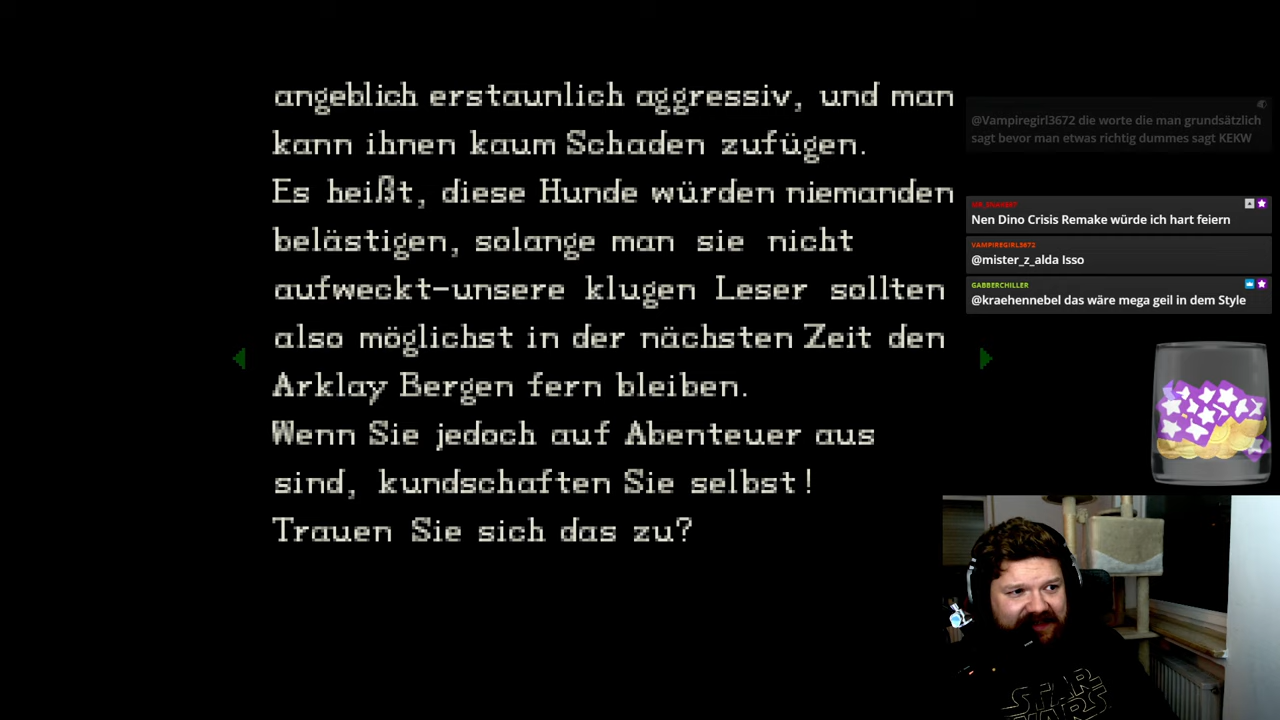 angeblich erstaunlich aggressiv, und man
kann ihnen kaum Schaden zufügen.
Es heißt, diese Hunde würden niemanden
belästigen, solange man sie nicht
aufweckt-unsere klugen Leser sollten
also möglichst in der nächsten Zeit den
Arklay Bergen fern bleiben.
Wenn Sie jedoch auf Abenteuer aus
sind, kundschaften Sie selbst!
Trauen Sie sich das zu?
@Vampiregirl3672 die worte die man grundsätzlich
sagt bevor man etwas richtig dummes sagt KEKW
Nen Dino Crisis Remake würde ich hart feiern
VAMPIREGIRL3672
@mister_z_alda Isso
GABBERCHILLER
@kraehennebel das wäre mega geil in dem Style
STAR
WARS